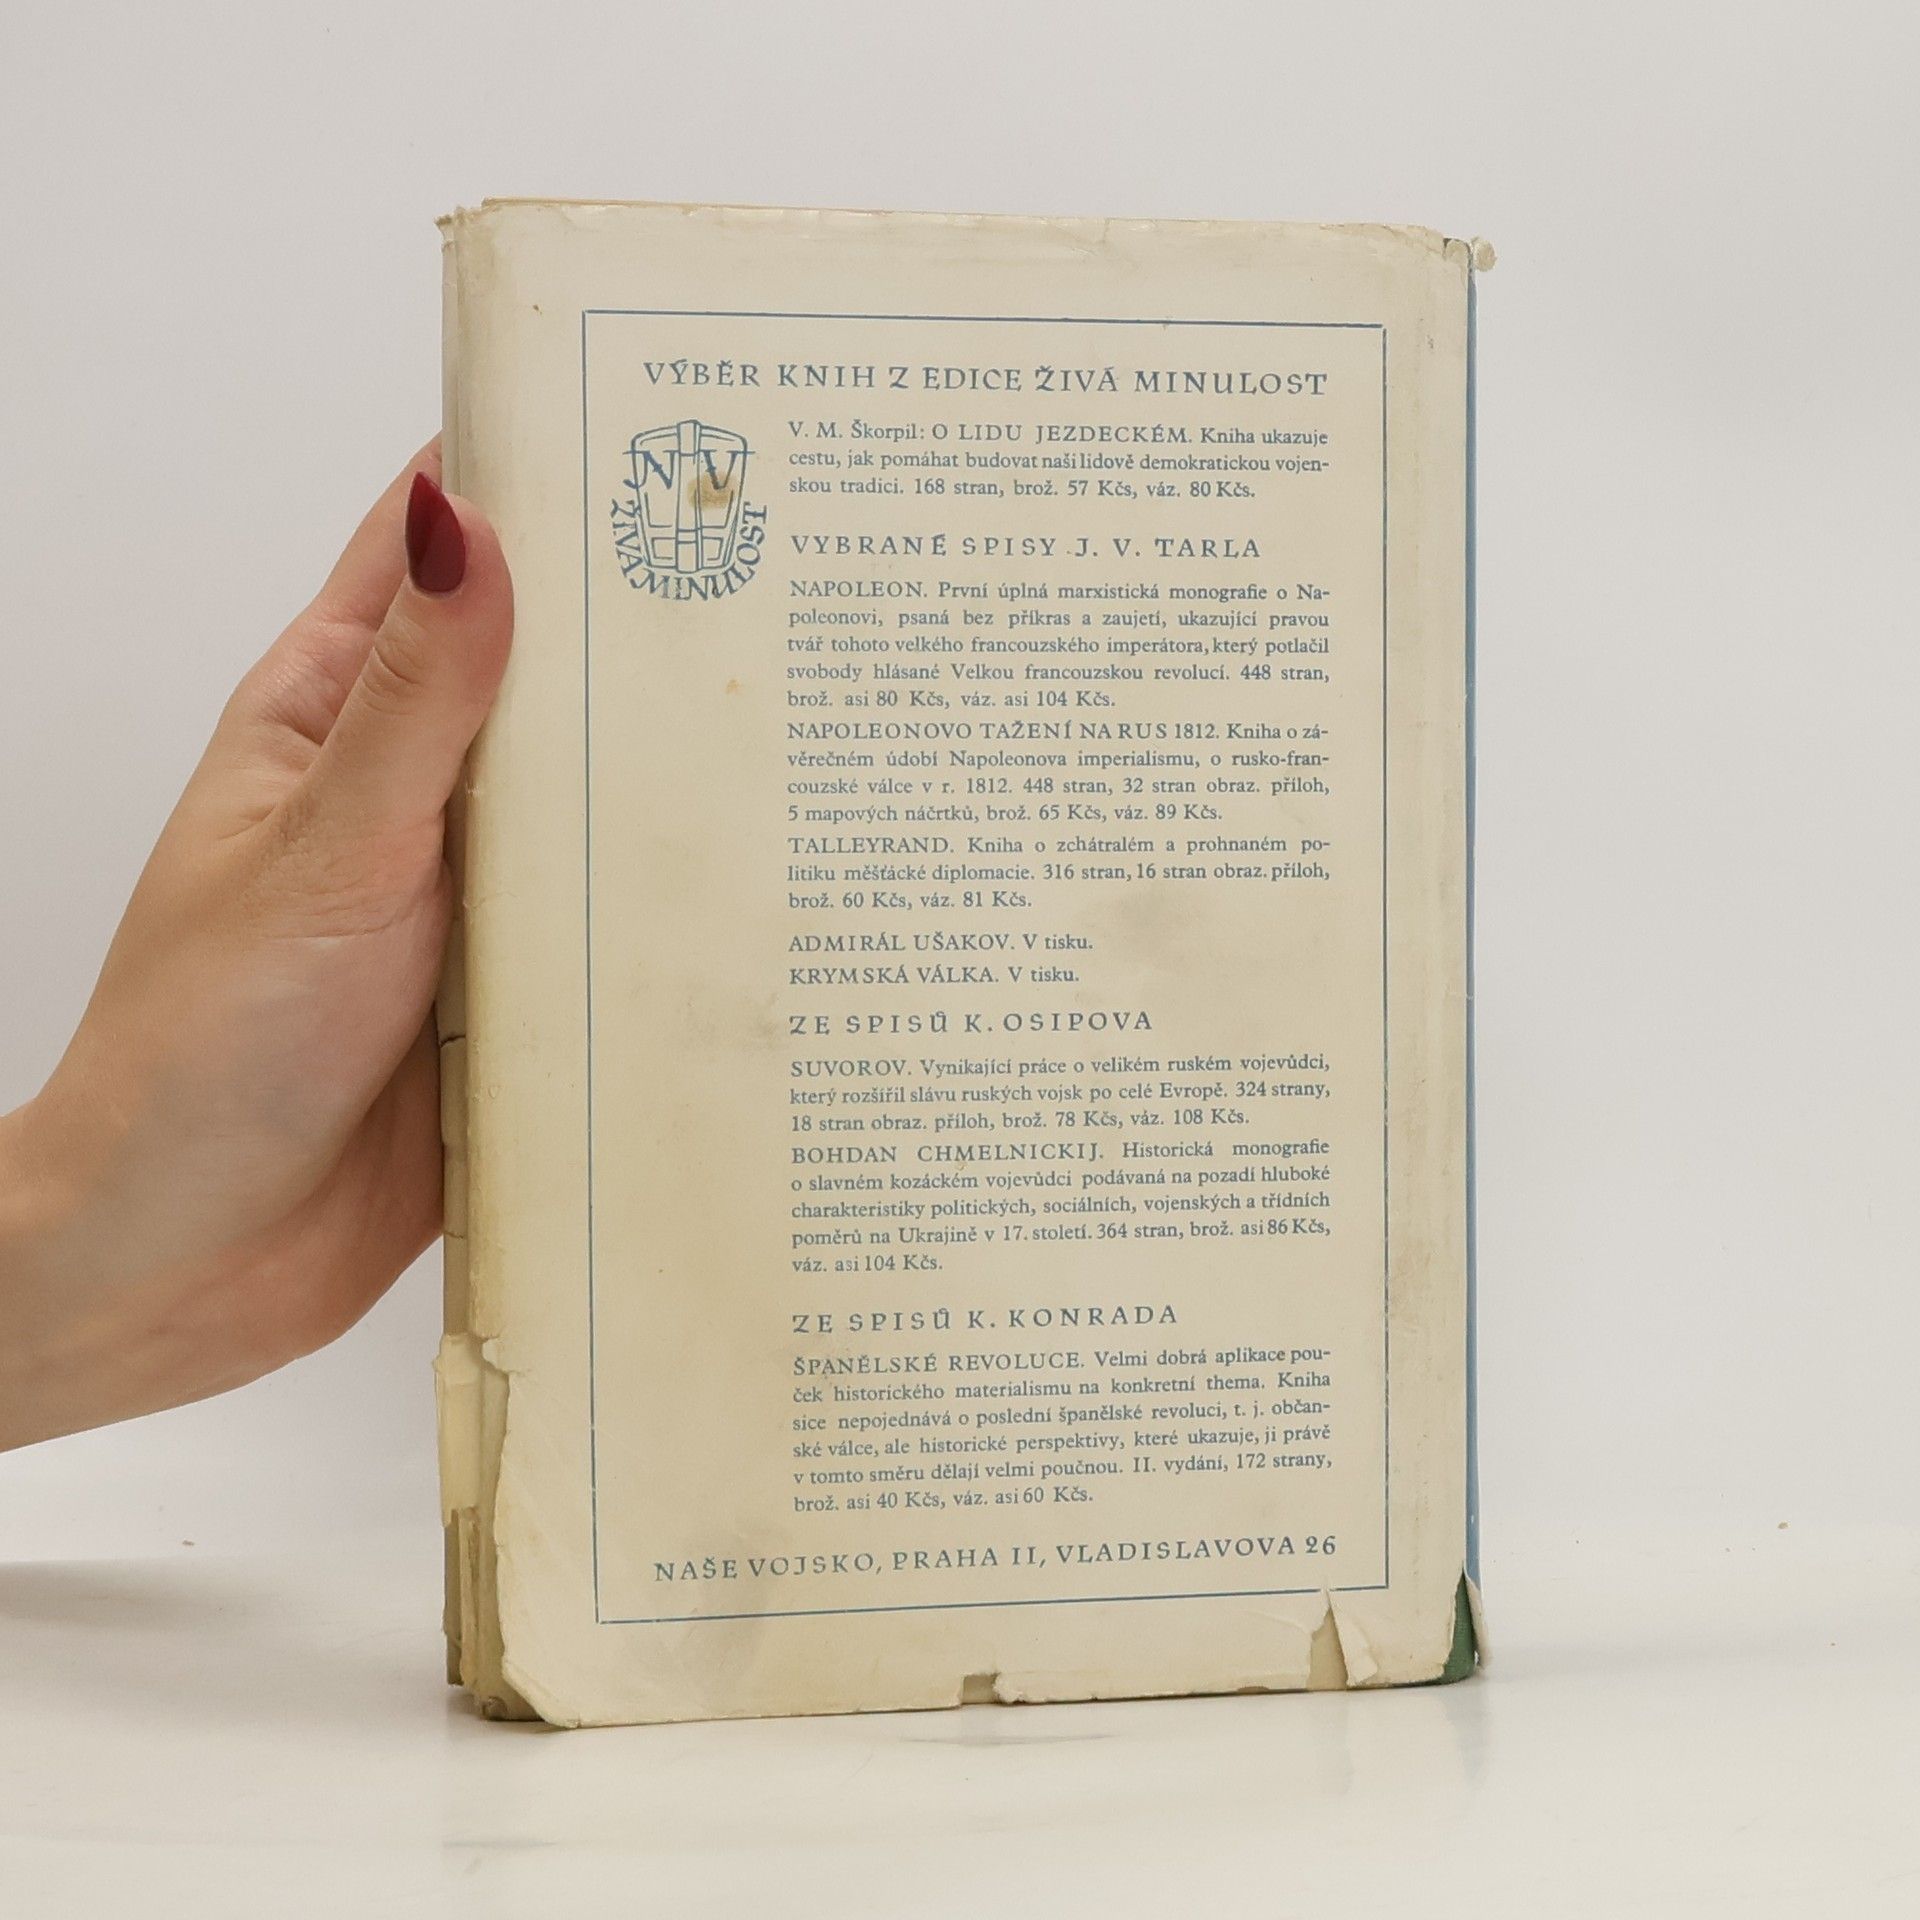 VÝBĚR KNIH Z EDICE ŽIVÁ MINULOST
NV
ŽIVÁ MINULOST
V. M. Škorpil: O LIDU JEZDECKÉM. Kniha ukazuje
cestu, jak pomáhat budovat naši lidově demokratickou vojen-
skou tradici. 168 stran, brož. 57 Kčs, váz. 80 Kčs.
VYBRANÉ SPISY J. V. TARLA
NAPOLEON. První úplná marxistická monografie o Na-
poleonovi, psaná bez příkras a zaujetí, ukazující pravou
tvář tohoto velkého francouzského imperátora, který potlačil
svobody hlásané Velkou francouzskou revolucí. 448 stran,
brož. asi 80 Kčs, váz. asi 104 Kčs.
NAPOLEONOVO TAŽENÍ NA RUS 1812. Kniha o zá-
věrečném údobí Napoleonova imperialismu, o rusko-fran-
couzské válce v r. 1812. 448 stran, 32 stran obraz. příloh,
5 mapových náčrtků, brož. 65 Kčs, váz. 89 Kčs.
TALLEYRAND. Kniha o zchátralém a prohnaném po-
litiku měšťácké diplomacie. 316 stran, 16 stran obraz. příloh,
brož. 60 Kčs, váz. 81 Kčs.
ADMIRÁL UŠAKOV. V tisku.
KRYMSKÁ VÁLKA. V tisku.
ZE SPISŮ K. OSIPOVA
SUVOROV. Vynikající práce o velikém ruském vojevůdci,
který rozšířil slávu ruských vojsk po celé Evropě. 324 strany,
18 stran obraz. příloh, brož. 78 Kčs, váz. 108 Kčs.
BOHDAN CHMELNICKIJ. Historická monografie
o slavném kozáckém vojevůdci podávaná na pozadí hluboké
charakteristiky politických, sociálních, vojenských a třídních
poměrů na Ukrajině v 17. století. 364 stran, brož. asi 86 Kčs,
váz. asi 104 Kčs.
ZE SPISŮ K. KONRADA
ŠPANĚLSKÉ REVOLUCE. Velmi dobrá aplikace pou-
ček historického materialismu na konkretní thema. Kniha
sice nepojednává o poslední španělské revoluci, t. j. občan-
ské válce, ale historické perspektivy, které ukazuje, ji právě
v tomto směru dělají velmi poučnou. II. vydání, 172 strany,
brož. asi 40 Kčs, váz. asi 60 Kčs.
NAŠE VOJSKO, PRAHA II, VLADISLAVOVA 26